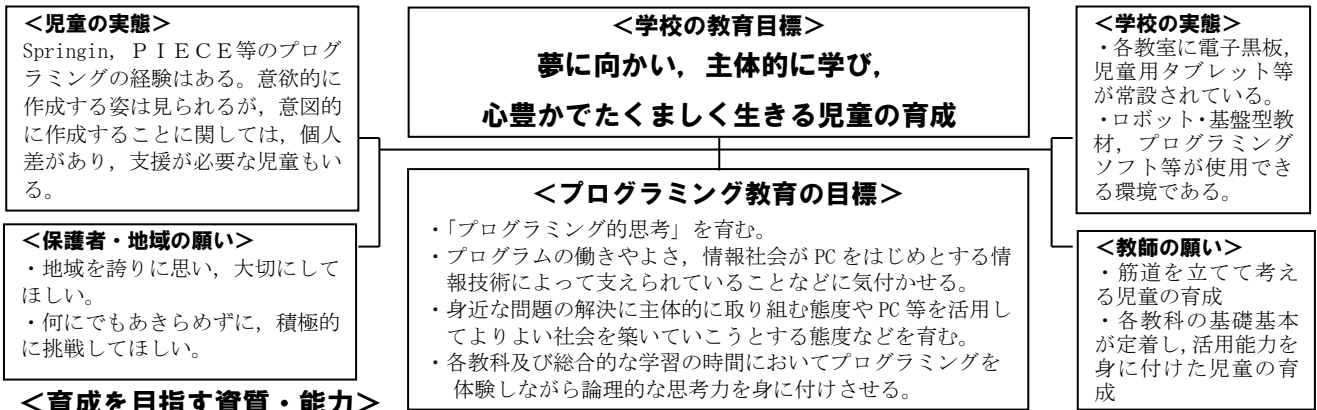 <児童の実態>
Springin,ＰＩＥＣＥ等のプログ
ラミングの経験はある。意欲的に
作成する姿は見られるが,意図的
に作成することに関しては,個人
差があり,支援が必要な児童もい
る。
<保護者・地域の願い>
・地域を誇りに思い,大切にして
ほしい。
・何にでもあきらめずに,積極的
に挑戦してほしい。
<学校の教育目標>
夢に向かい,主体的に学び,
心豊かでたくましく生きる児童の育成
<プログラミング教育の目標>
・「プログラミング的思考」を育む。
・プログラムの働きやよさ,情報社会が PC をはじめとする情
報技術によって支えられていることなどに気付かせる。
・身近な問題の解決に主体的に取り組む態度や PC 等を活用し
てよりよい社会を築いていこうとする態度などを育む。
・各教科及び総合的な学習の時間においてプログラミングを
体験しながら論理的な思考力を身に付けさせる。
<学校の実態>
・各教室に電子黒板,
児童用タブレット等
が常設されている。
・ロボット・基盤型教
材,プログラミング
ソフト等が使用でき
る環境である。
<教師の願い>
・筋道を立てて考え
る児童の育成
・各教科の基礎基本
が定着し,活用能力を
身に付けた児童の育
成
<育成を目指す資質・能力>